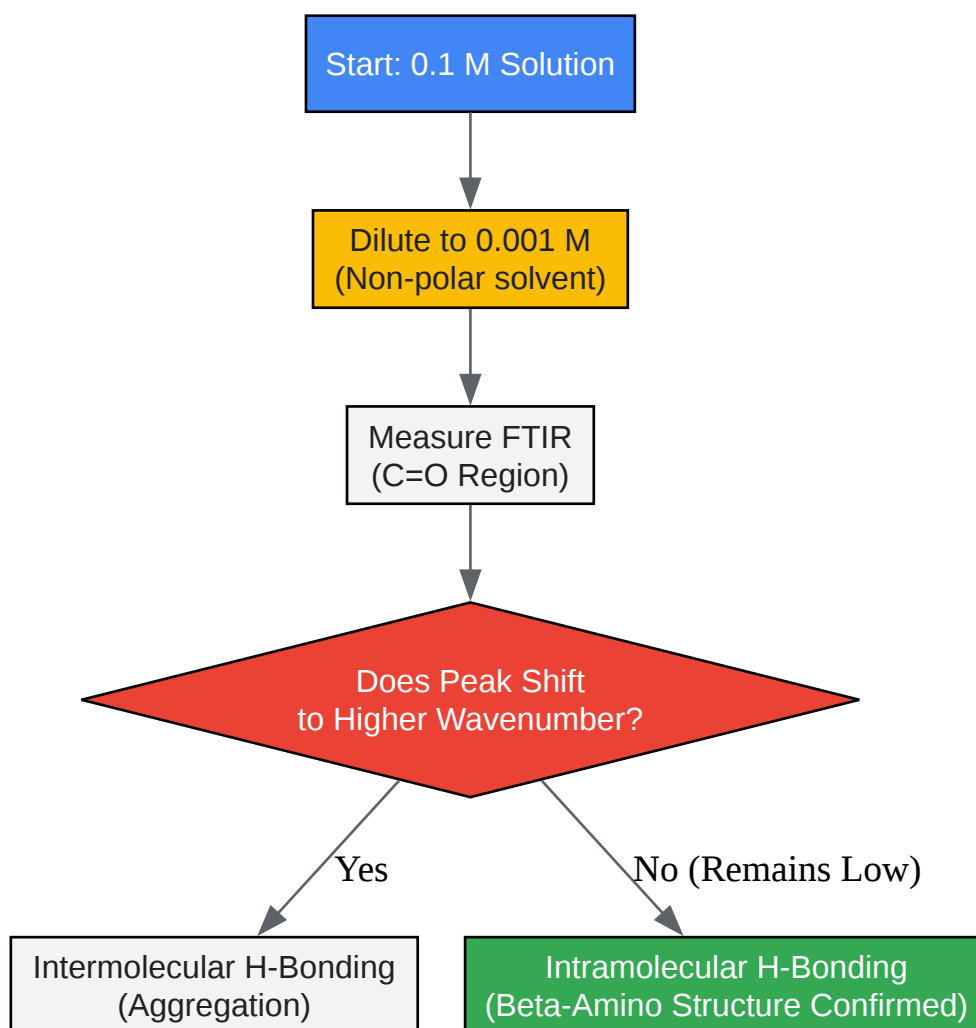 Start: 0.1 M Solution
Dilute to 0.001 M
(Non-polar solvent)
Measure FTIR
(C=O Region)
Does Peak Shift
to Higher Wavenumber?
Yes
No (Remains Low)
Intermolecular H-Bonding
(Aggregation)
Intramolecular H-Bonding
(Beta-Amino Structure Confirmed)